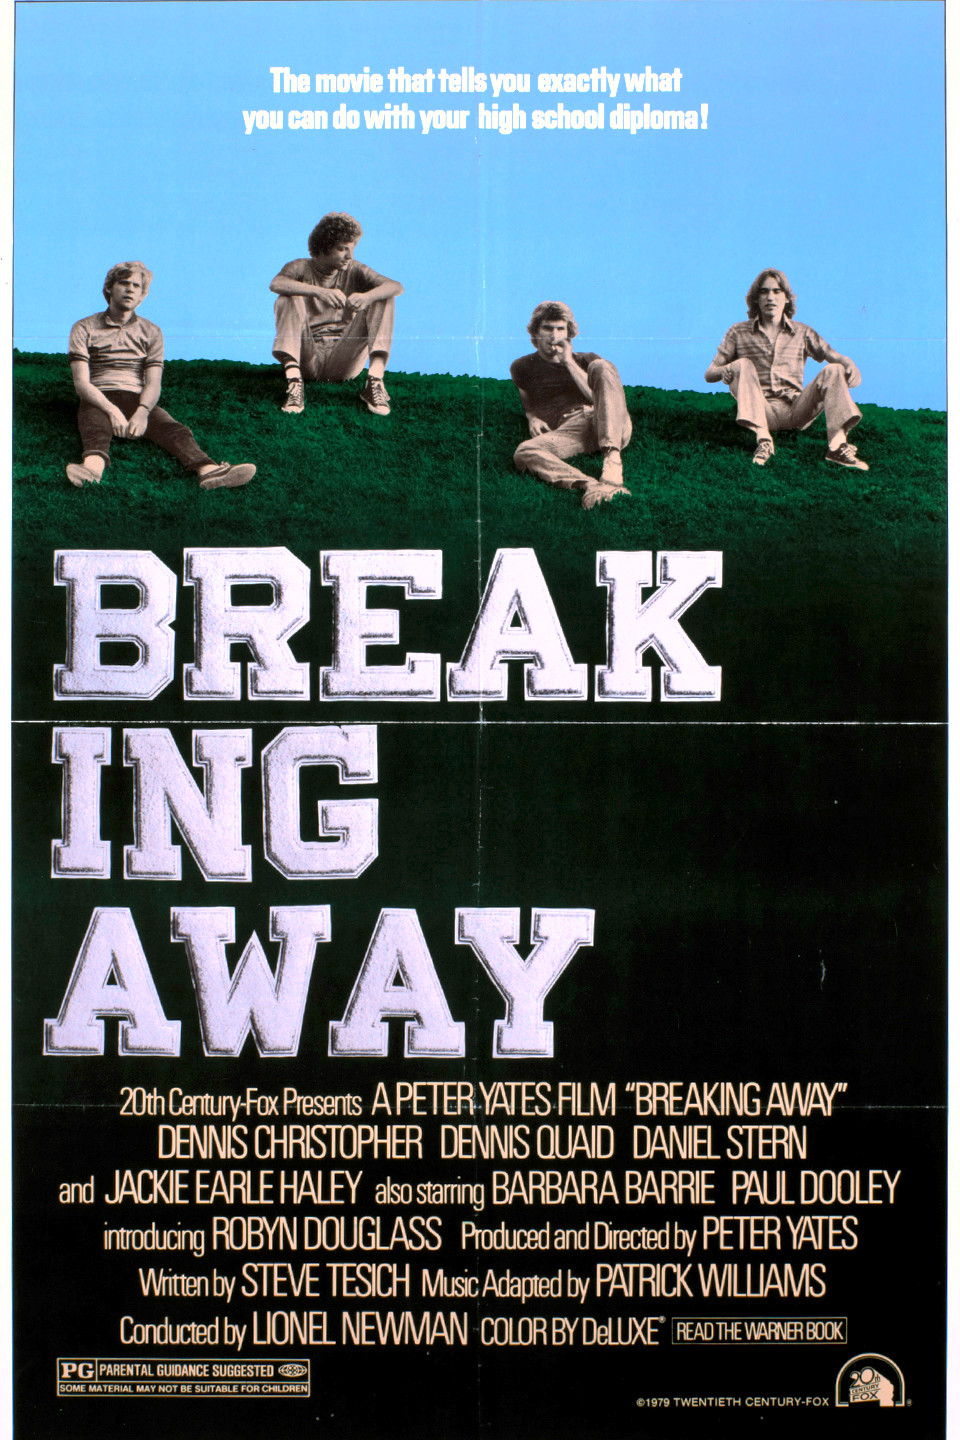 The movie that tells you exactly what
you can do with your high school diploma!
BREAK
ING
AWAY
20th Century-Fox Presents A PETER YATES FILM "BREAKING AWAY"
DENNIS CHRISTOPHER DENNIS QUAID DANIEL STERN
and JACKIE EARLE HALEY also starring BARBARA BARRIE PAUL DOOLEY
introducing ROBYN DOUGLASS Produced and Directed by PETER YATES
Written by STEVE TESICH Music Adapted by PATRICK WILLIAMS
Conducted by LIONEL NEWMAN COLOR BY DeLUXE® READ THE WARNER BOOK
PG PARENTAL GUIDANCE SUGGESTED
SOME MATERIAL MAY NOT BE SUITABLE FOR CHILDREN
©1979 TWENTIETH CENTURY-FOX
20th
CENTURY
FOX
®